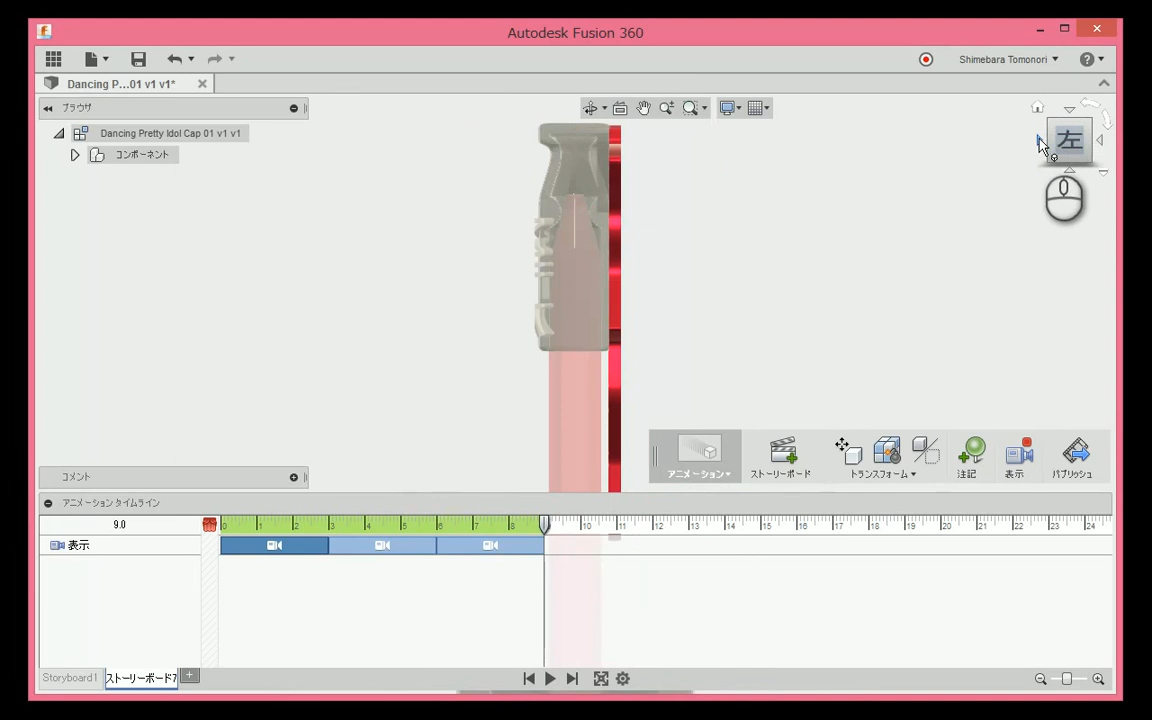 Autodesk Fusion 360
Shimebara Tomonori
Dancing P...01 v1 v1*
ブラウザ
Dancing Pretty Idol Cap 01 v1 v1
コンポーネント
左
アニメーション
ストーリーボード
トランスフォーム
注記
表示
パブリッシュ
コメント
アニメーション タイムライン
9.0
0 1 2 3 4 5 6 7 8 10 11 12 13 14 15 16 17 18 19 20 21 22 23 24
表示
Storyboard1
ストーリーボード7